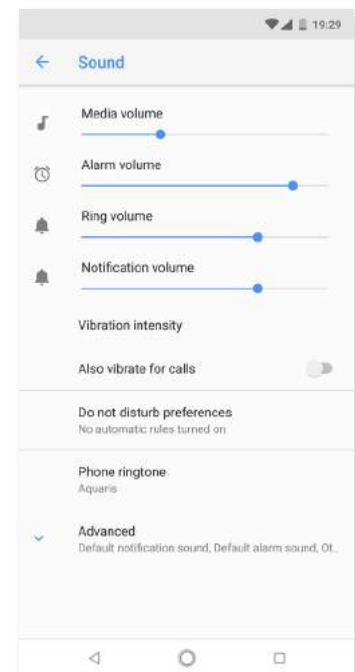 19:29
Sound
Media volume
Alarm volume
Ring volume
Notification volume
Vibration intensity
Also vibrate for calls
Do not disturb preferences
No automatic rules turned on
Phone ringtone
Aquaris
Advanced
Default notification sound, Default alarm sound, Ot..